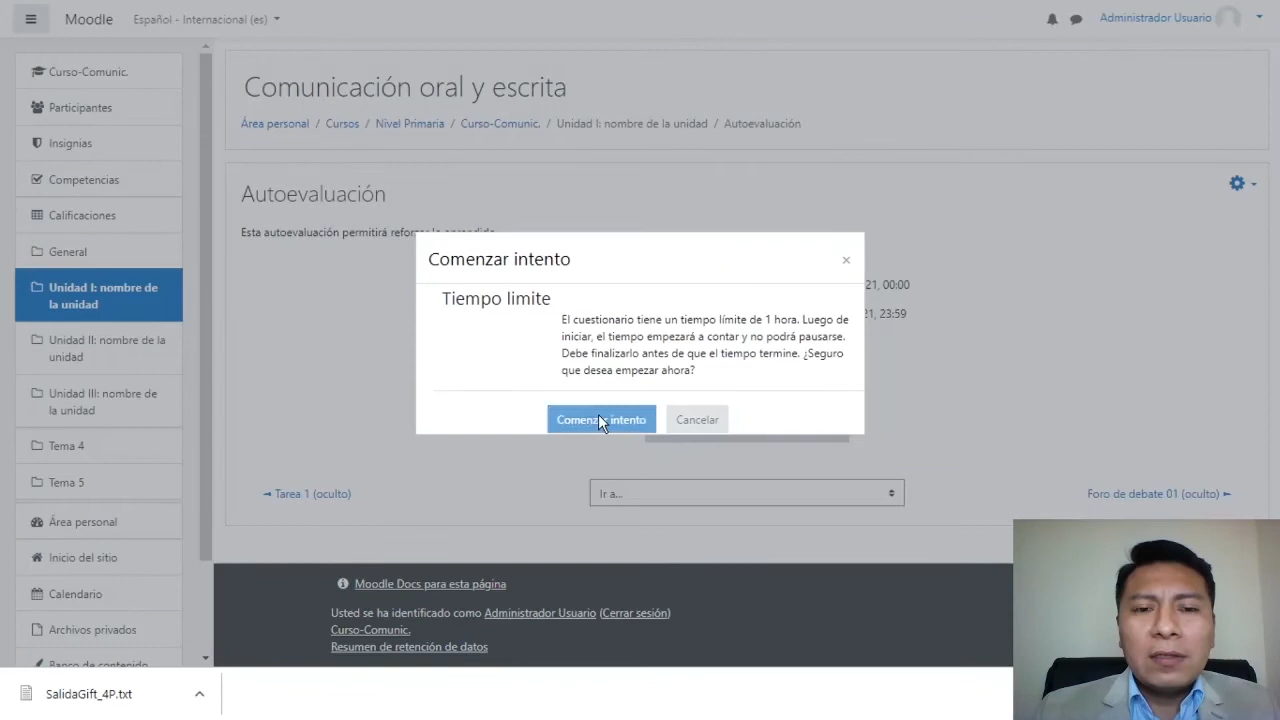 Moodle
Español - Internacional (es)
Administrador Usuario
Curso-Comunic.
Participantes
Insignias
Competencias
Calificaciones
General
Unidad I: nombre de
la unidad
Unidad II: nombre de la
unidad
Unidad III: nombre de
la unidad
Tema 4
Tema 5
Área personal
Inicio del sitio
Calendario
Archivos privados
Banco de contenido
Comunicación oral y escrita
Área personal / Cursos / Nivel Primaria / Curso-Comunic. / Unidad I: nombre de la unidad / Autoevaluación
Autoevaluación
Esta autoevaluación permitirá reforzar lo aprendido
21, 00:00
21, 23:59
Comenzar intento
×
Tiempo límite
El cuestionario tiene un tiempo límite de 1 hora. Luego de
iniciar, el tiempo empezará a contar y no podrá pausarse.
Debe finalizarlo antes de que el tiempo termine. ¿Seguro
que desea empezar ahora?
Comenzar intento
Cancelar
Tarea 1 (oculto)
Ir a...
Foro de debate 01 (oculto)
Moodle Docs para esta página
Usted se ha identificado como Administrador Usuario (Cerrar sesión)
Curso-Comunic.
Resumen de retención de datos
SalidaGift_4P.txt